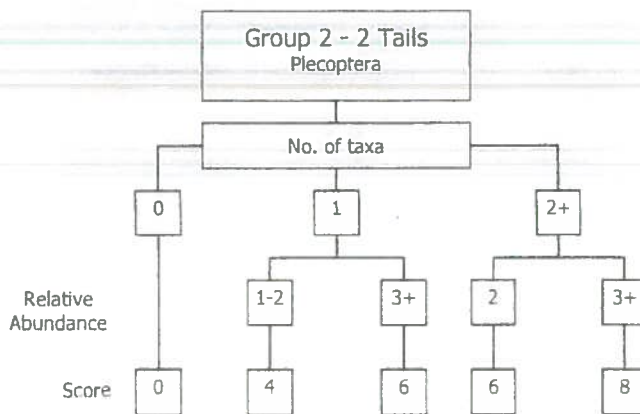 Group 2 - 2 Tails
Plecoptera
No. of taxa
0 1 2+
Relative
Abundance
1-2 3+ 2 3+
Score 0 4 6 6 8